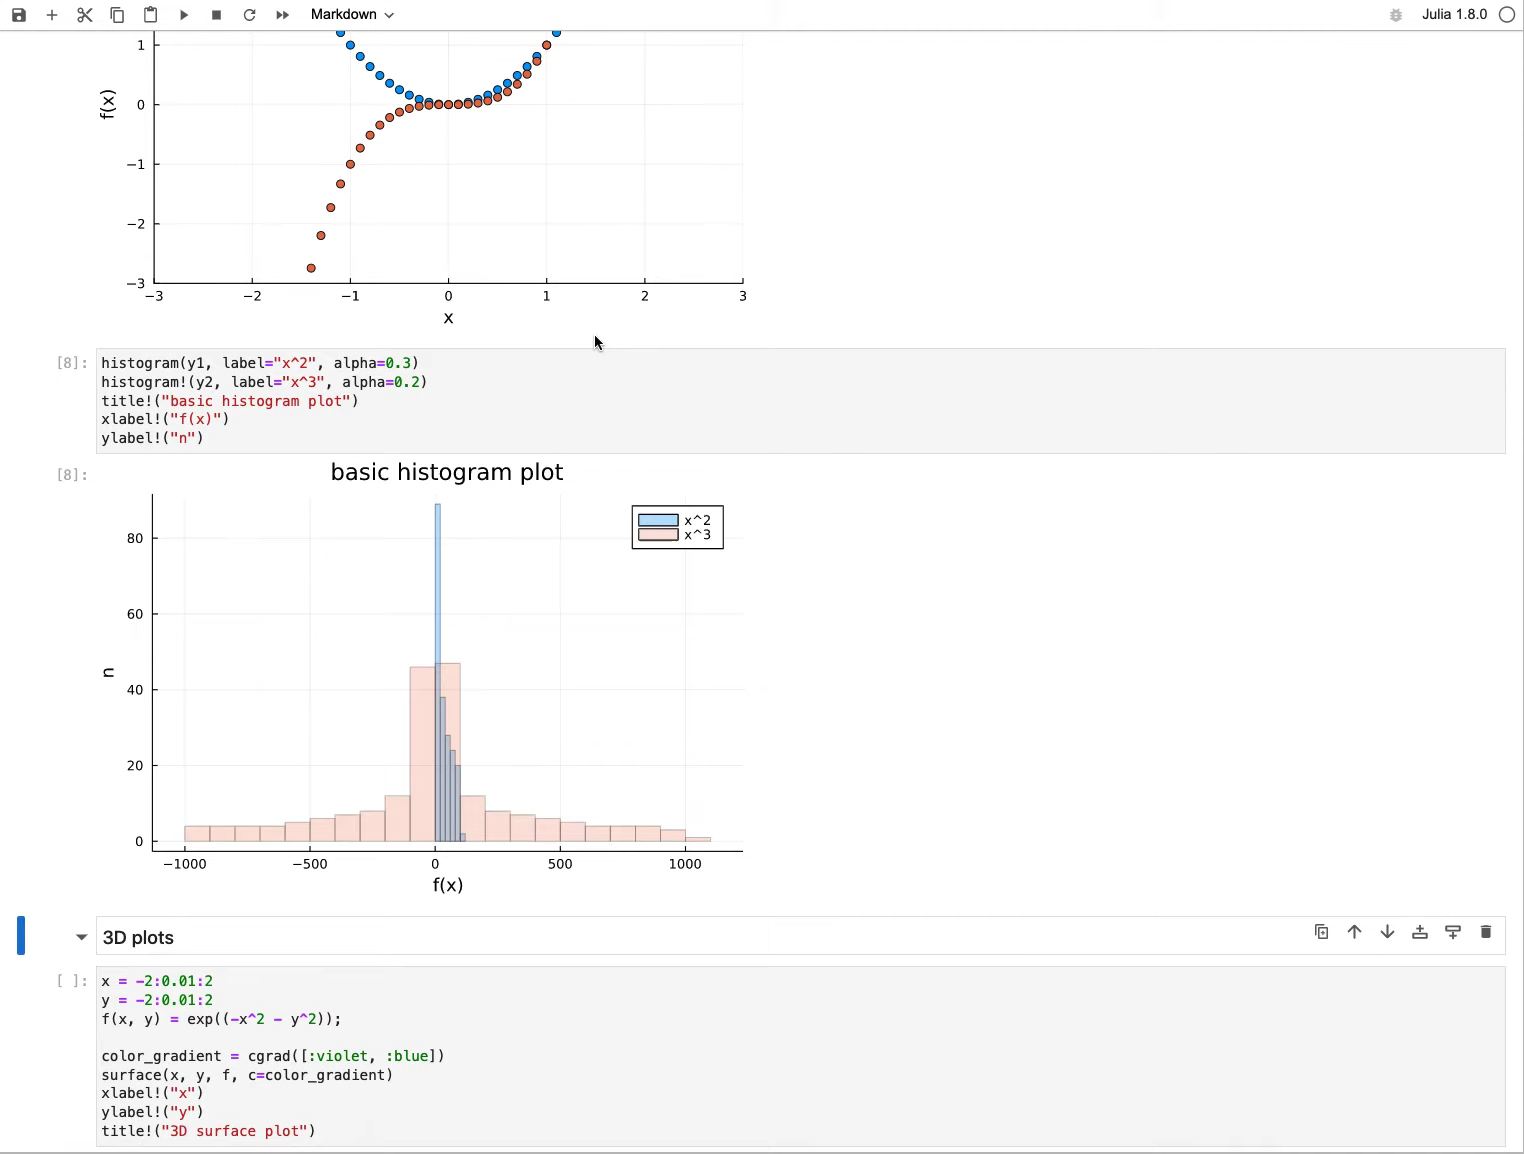 Markdown
Julia 1.8.0
1
0
−1
−2
−3
f(x)
−3 −2 −1 0 1 2 3
x
[8]:
histogram(y1, label="x^2", alpha=0.3)
histogram!(y2, label="x^3", alpha=0.2)
title!("basic histogram plot")
xlabel!("f(x)")
ylabel!("n")
[8]:
basic histogram plot
x^2
x^3
80
60
40
20
0
n
−1000 −500 0 500 1000
f(x)
3D plots
[ ]:
x = -2:0.01:2
y = -2:0.01:2
f(x, y) = exp((-x^2 - y^2));
color_gradient = cgrad([:violet, :blue])
surface(x, y, f, c=color_gradient)
xlabel!("x")
ylabel!("y")
title!("3D surface plot")